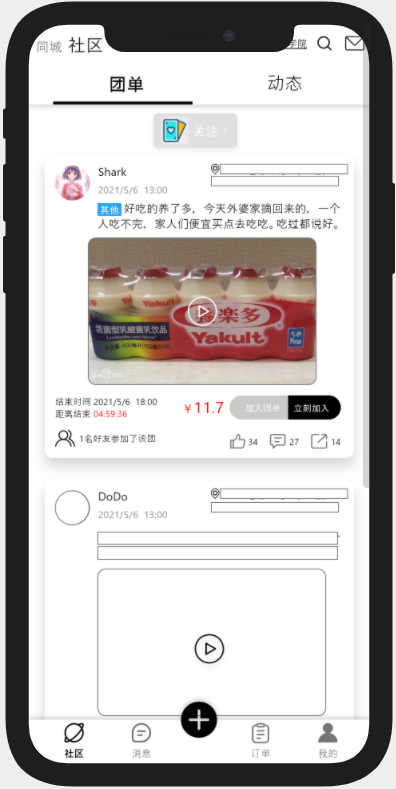 同城 社区
学院
团单 动态
关注 >
Shark
2021/5/6 13:00
其他 好吃的养了多，今天外婆家摘回来的，一个
人吃不完，家人们便宜买点去吃吃。吃过都说好。
养樂多
Yakult
活菌型乳酸菌乳饮品
结束时间 2021/5/6 18:00
距离结束 04:59:36
￥11.7
加入团单 立刻加入
1名好友参加了该团
34 27 14
DoDo
2021/5/6 13:00
社区 消息 订单 我的